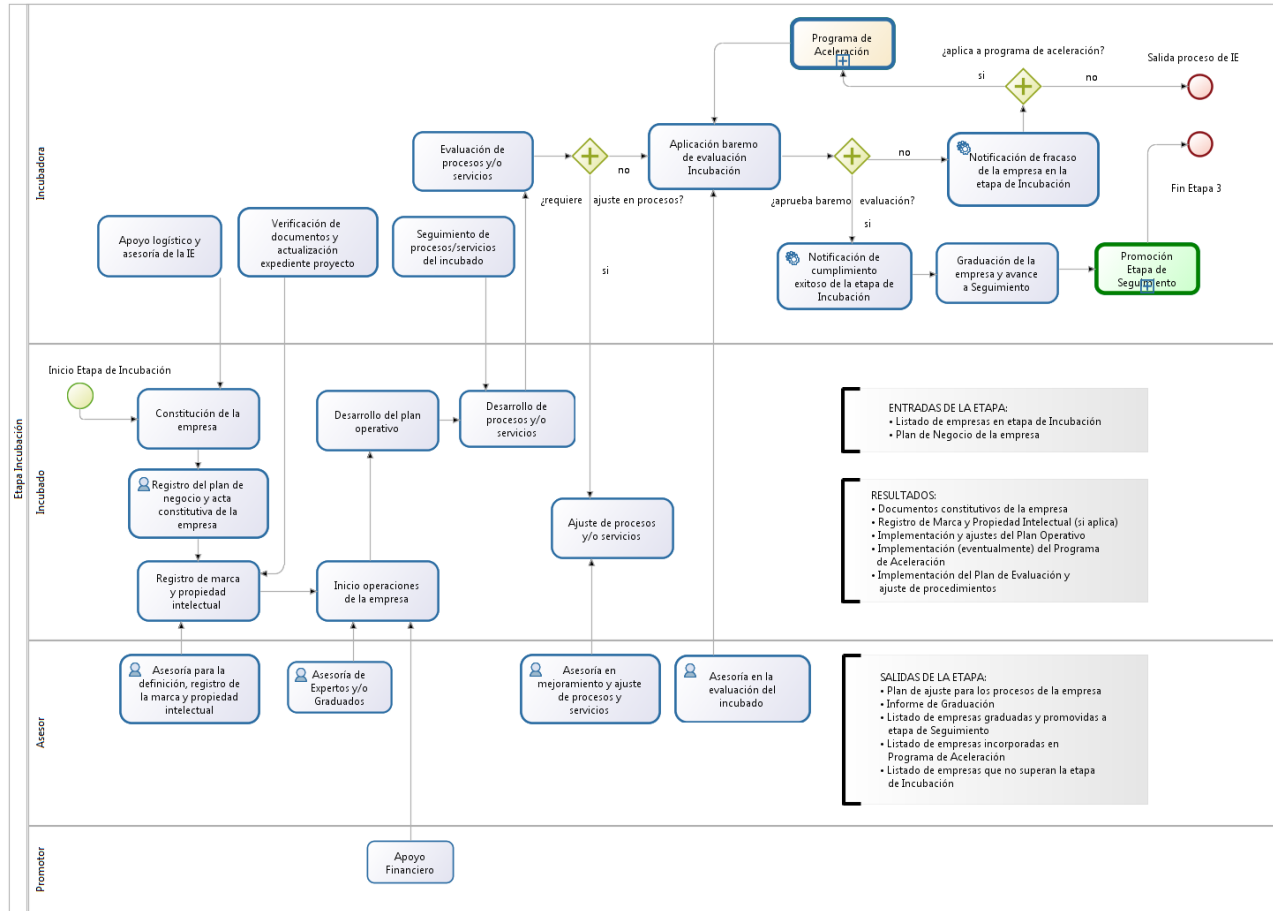 Etapa Incubación
Incubadora
Programa de
Aceleración
¿aplica a programa de aceleración?
si
no
Salida proceso de IE
Evaluación de
procesos y/o
servicios
no
¿requiere ajuste en procesos?
si
Aplicación baremo
de evaluación
Incubación
no
¿aprueba baremo evaluación?
si
Notificación de fracaso
de la empresa en la
etapa de Incubación
Fin Etapa 3
Apoyo logístico y
asesoría de la IE
Verificación de
documentos y
actualización
expediente proyecto
Seguimiento de
procesos/servicios
del incubado
Notificación de
cumplimiento
exitoso de la etapa de
Incubación
Graduación de la
empresa y avance
a Seguimiento
Promoción
Etapa de
Seguimiento
Incubado
Inicio Etapa de Incubación
Constitución de la
empresa
Registro del plan de
negocio y acta
constitutiva de la
empresa
Registro de marca
y propiedad
intelectual
Desarrollo del plan
operativo
Desarrollo de
procesos y/o
servicios
Inicio operaciones
de la empresa
Ajuste de procesos
y/o servicios
ENTRADAS DE LA ETAPA:
• Listado de empresas en etapa de Incubación
• Plan de Negocio de la empresa
RESULTADOS:
• Documentos constitutivos de la empresa
• Registro de Marca y Propiedad Intelectual (si aplica)
• Implementación y ajustes del Plan Operativo
• Implementación (eventualmente) del Programa
de Aceleración
• Implementación del Plan de Evaluación y
ajuste de procedimientos
Asesor
Asesoría para la
definición, registro de
la marca y propiedad
intelectual
Asesoría de
Expertos y/o
Graduados
Asesoría en
mejoramiento y ajuste
de procesos y
servicios
Asesoría en la
evaluación del
incubado
SALIDAS DE LA ETAPA:
• Plan de ajuste para los procesos de la empresa
• Informe de Graduación
• Listado de empresas graduadas y promovidas a
etapa de Seguimiento
• Listado de empresas incorporadas en
Programa de Aceleración
• Listado de empresas que no superan la etapa
de Incubación
Promotor
Apoyo
Financiero